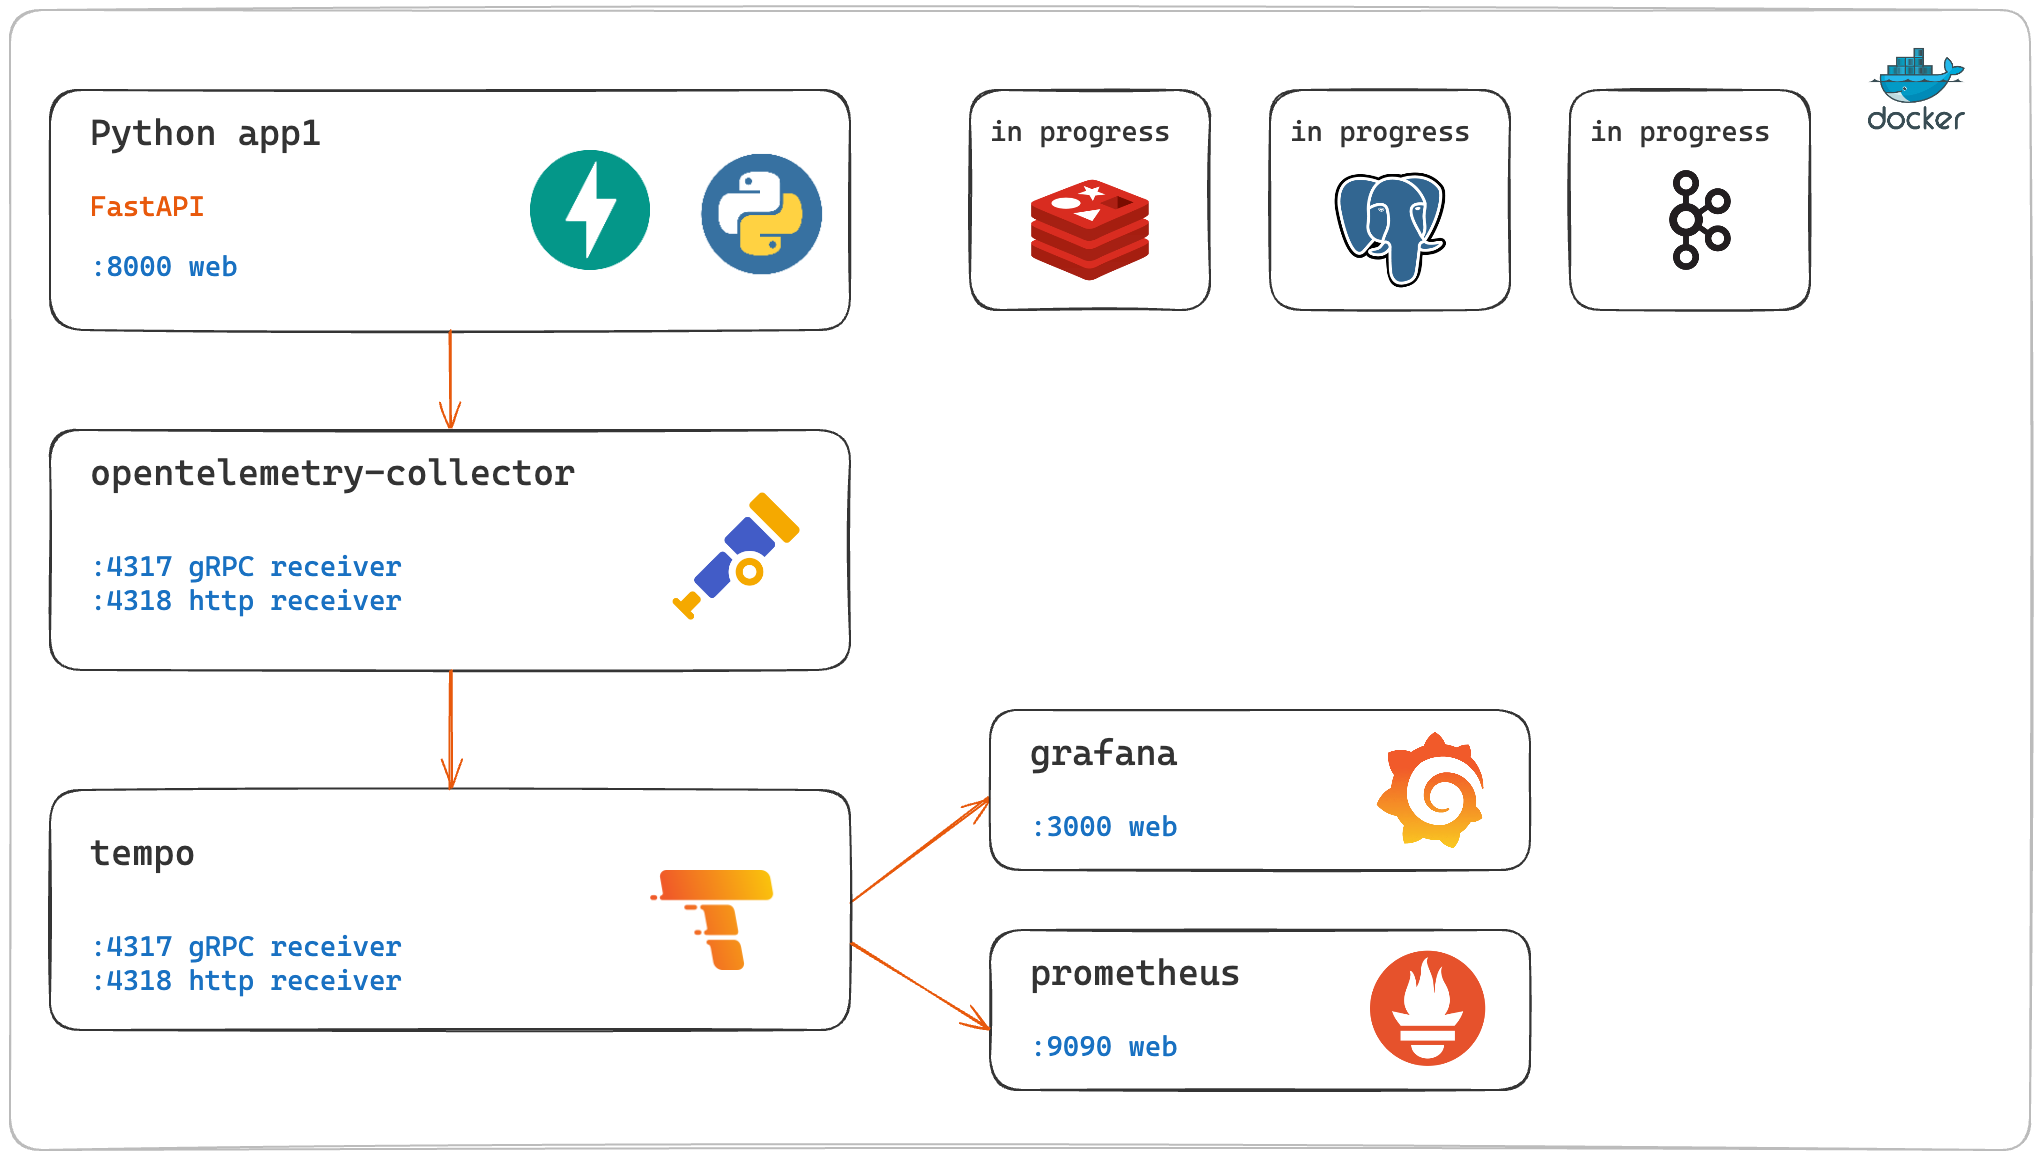 Python app1
FastAPI
:8000 web
in progress
in progress
in progress
docker
opentelemetry-collector
:4317 gRPC receiver
:4318 http receiver
tempo
:4317 gRPC receiver
:4318 http receiver
grafana
:3000 web
prometheus
:9090 web